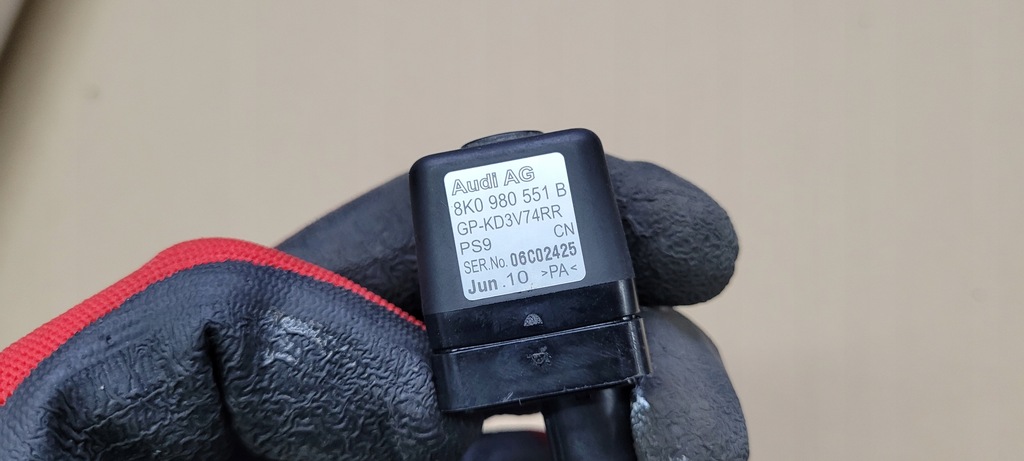 Audi AG
8K0 980 551 B
GP-KD3V74RR
PS9 CN
SER.No. 06C02425
Jun .10 >PA<